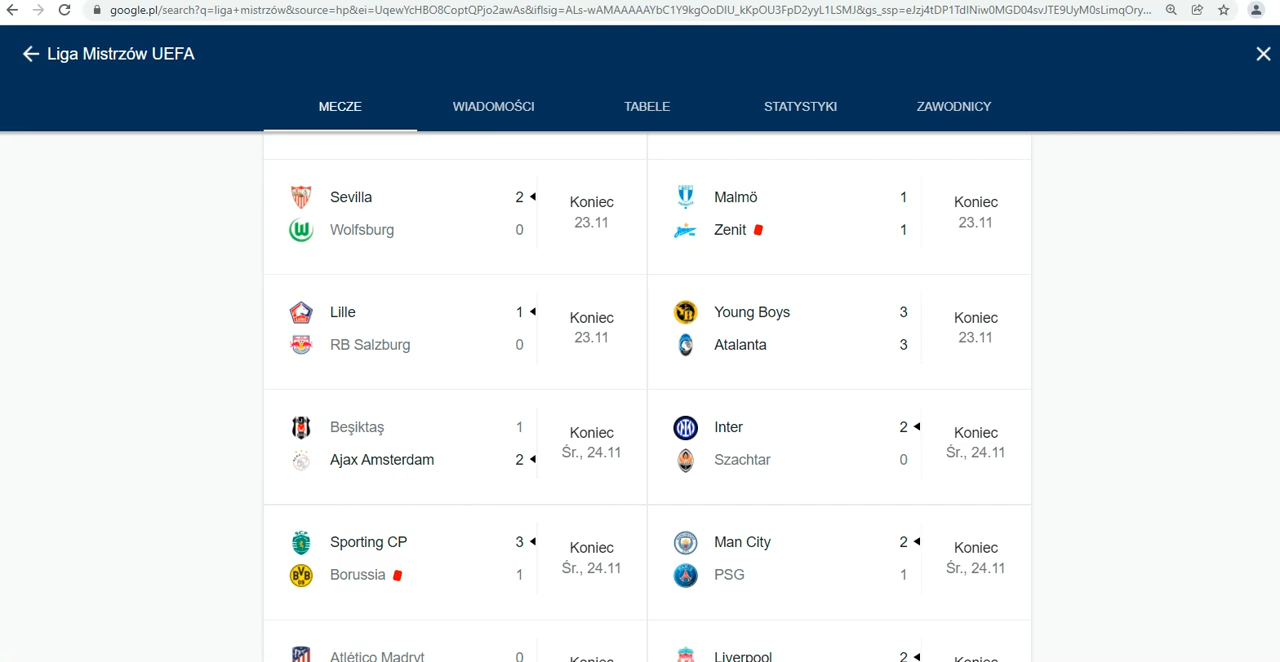 google.pl/search?q=liga+mistrzów&source=hp&ei=UqewYcHBO8CoptQPjo2awAs&iflsig=ALs-wAMAAAAAYbC1Y9kgOoDIU_kKpOU3FpD2yyL1LSMJ&gs_ssp=eJzj4tDP1TdINiw0MGD04svJTE9UyM0sLimqOry...
Liga Mistrzów UEFA
MECZE WIADOMOŚCI TABELE STATYSTYKI ZAWODNICY
Sevilla 2
Wolfsburg 0
Koniec
23.11
Malmö 1
Zenit 1
Koniec
23.11
Lille 1
RB Salzburg 0
Koniec
23.11
Young Boys 3
Atalanta 3
Koniec
23.11
Beşiktaş 1
Ajax Amsterdam 2
Koniec
Śr., 24.11
Inter 2
Szachtar 0
Koniec
Śr., 24.11
Sporting CP 3
Borussia 1
Koniec
Śr., 24.11
Man City 2
PSG 1
Koniec
Śr., 24.11
Atlético Madryt 0
Koniec
Liverpool 2
Koniec